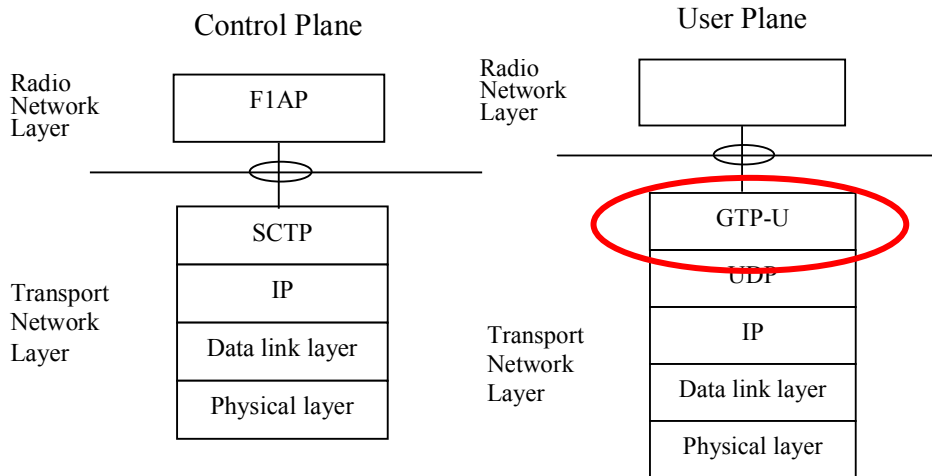 Control Plane
Radio
Network
Layer
F1AP
SCTP
IP
Data link layer
Physical layer
Transport
Network
Layer
User Plane
Radio
Network
Layer
GTP-U
UDP
IP
Data link layer
Physical layer
Transport
Network
Layer